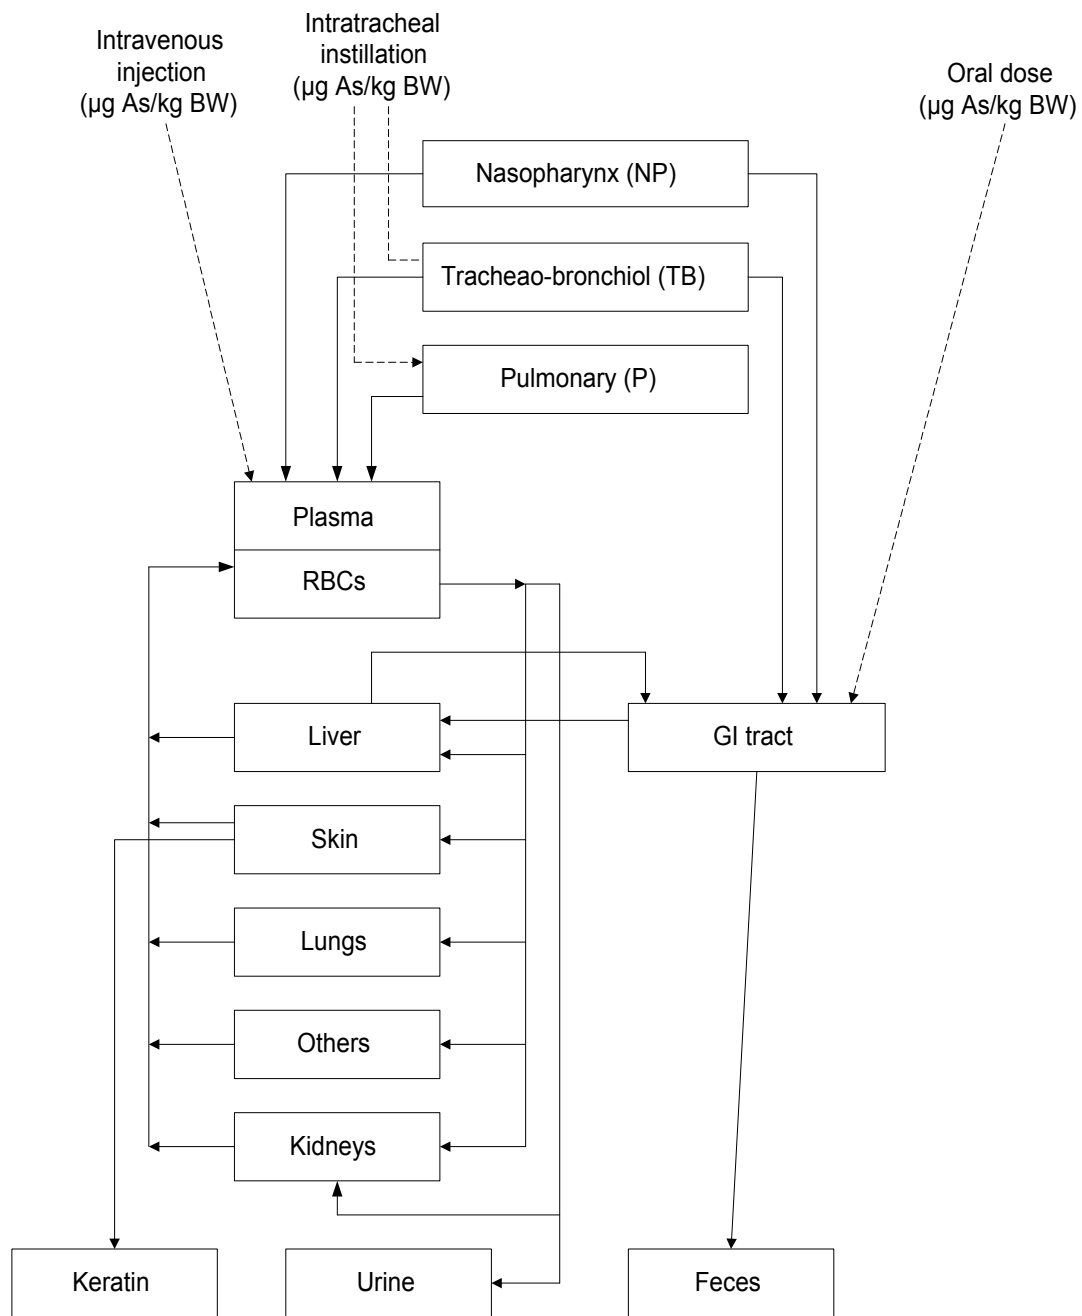 Intravenous
injection
(µg As/kg BW)
Intratracheal
instillation
(µg As/kg BW)
Oral dose
(µg As/kg BW)
Nasopharynx (NP)
Tracheao-bronchiol (TB)
Pulmonary (P)
Plasma
RBCs
Liver
GI tract
Skin
Lungs
Others
Kidneys
Keratin
Urine
Feces